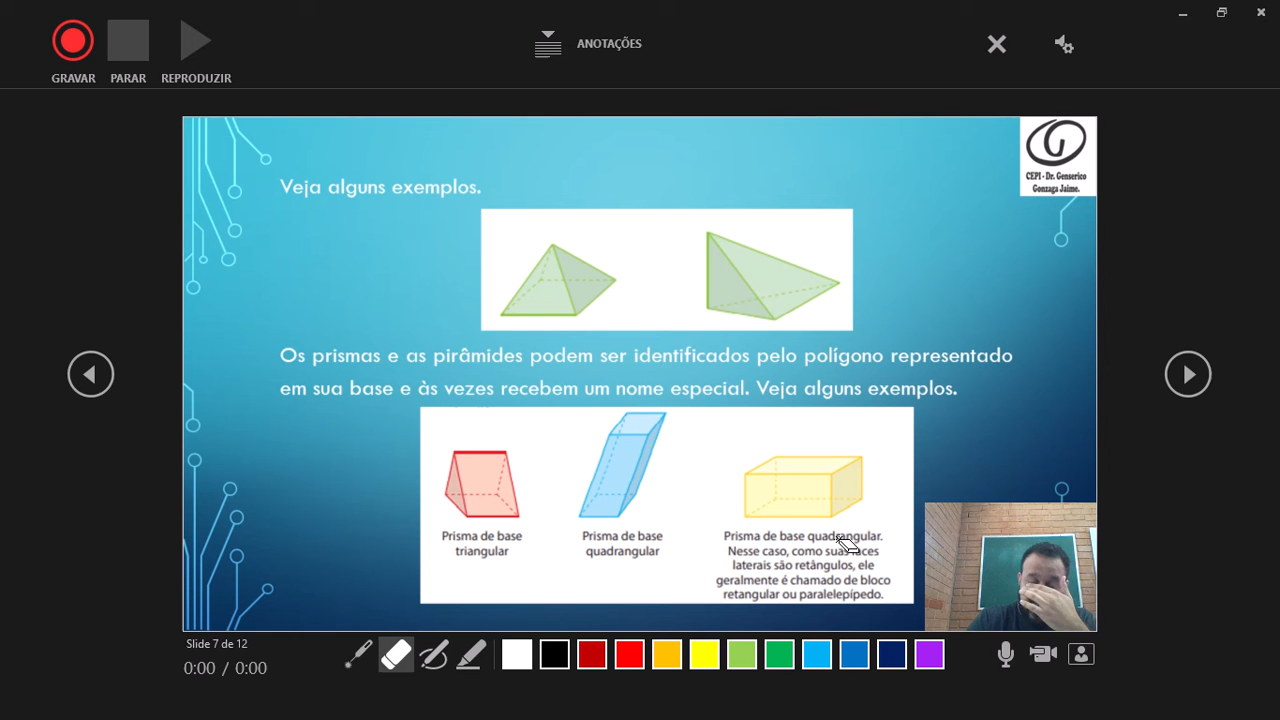 GRAVAR PARAR REPRODUZIR
ANOTAÇÕES
CEPI - Dr. Genserico
Gonzaga Jaime.
Veja alguns exemplos.
Os prismas e as pirâmides podem ser identificados pelo polígono representado
em sua base e às vezes recebem um nome especial. Veja alguns exemplos.
Prisma de base
triangular
Prisma de base
quadrangular
Prisma de base quadrangular.
Nesse caso, como suas faces
laterais são retângulos, ele
geralmente é chamado de bloco
retangular ou paralelepípedo.
Slide 7 de 12
0:00 / 0:00